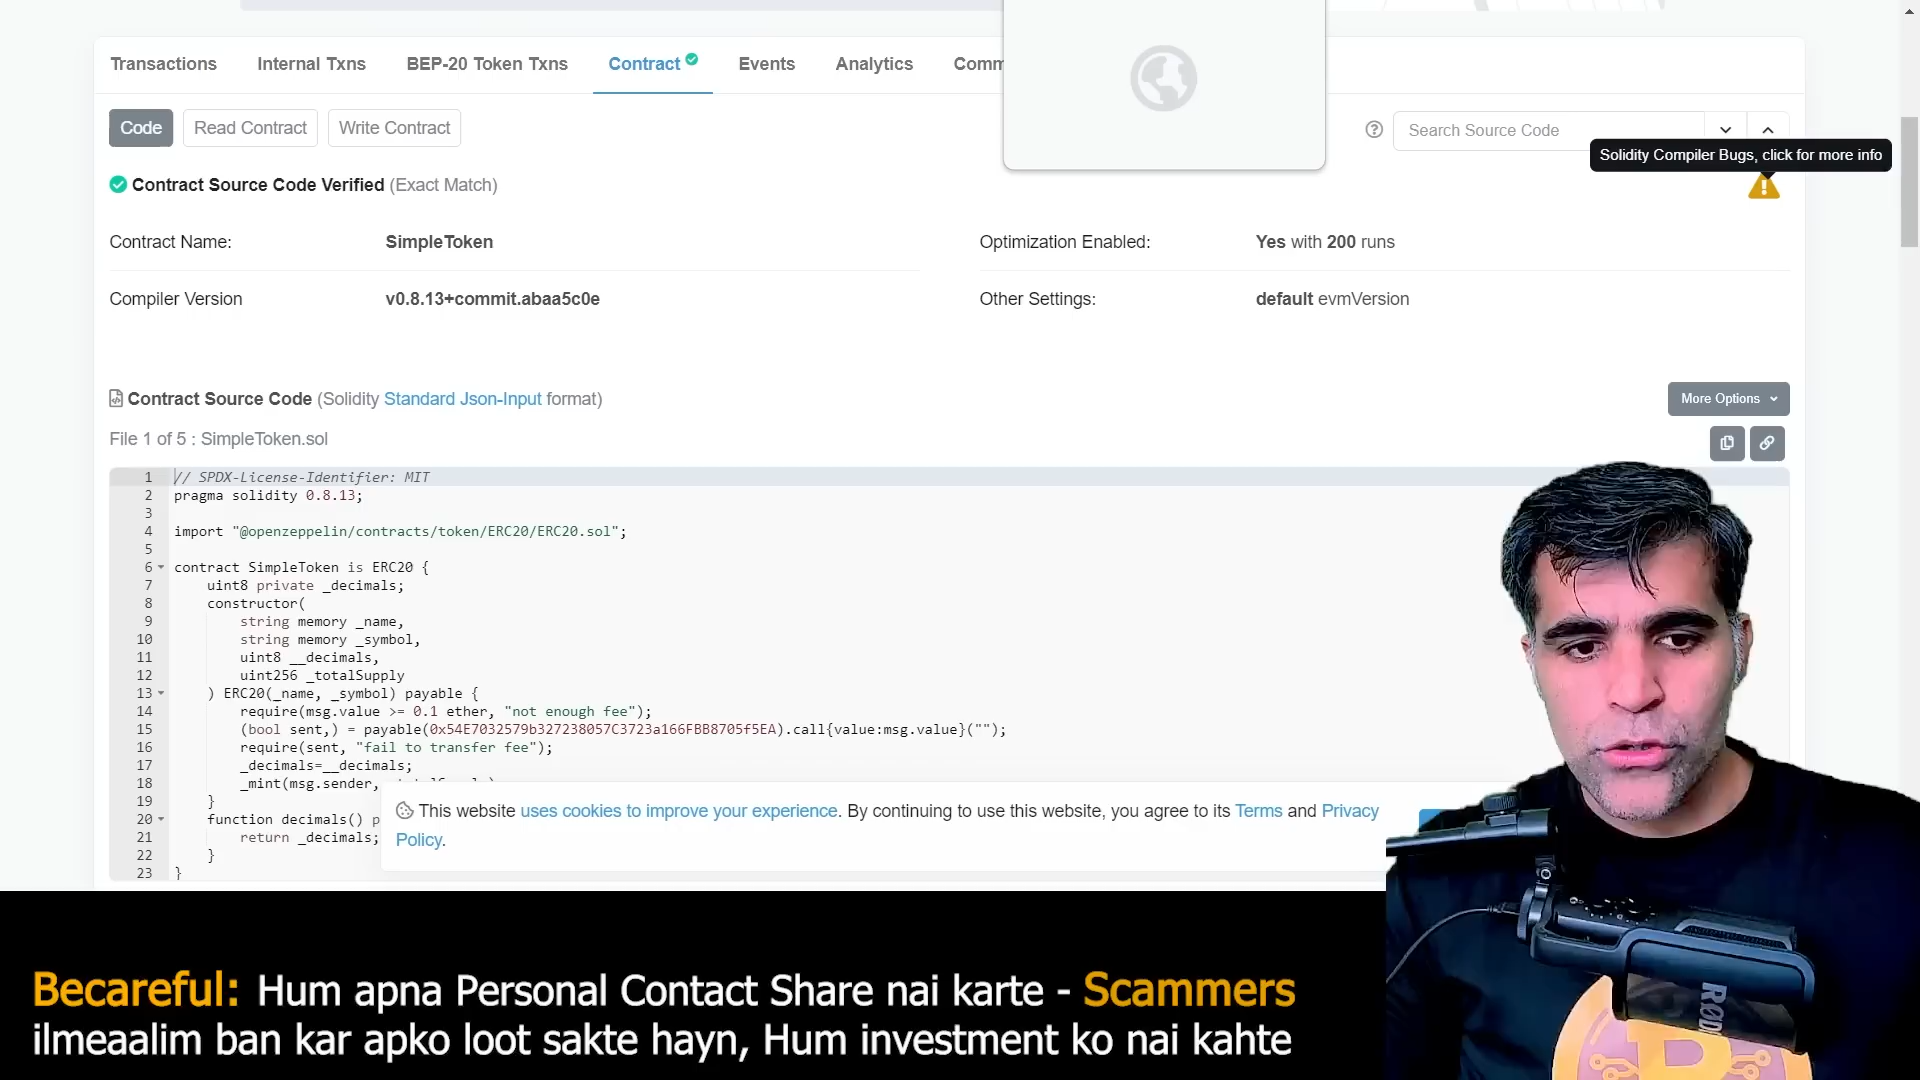 Transactions Internal Txns BEP-20 Token Txns Contract Events Analytics Comm
Code Read Contract Write Contract
Search Source Code
Solidity Compiler Bugs, click for more info
Contract Source Code Verified (Exact Match)
Contract Name: SimpleToken Optimization Enabled: Yes with 200 runs
Compiler Version v0.8.13+commit.abaa5c0e Other Settings: default evmVersion
Contract Source Code (Solidity Standard Json-Input format)
More Options
File 1 of 5 : SimpleToken.sol
1 // SPDX-License-Identifier: MIT
2 pragma solidity 0.8.13;
3
4 import "@openzeppelin/contracts/token/ERC20/ERC20.sol";
5
6 contract SimpleToken is ERC20 {
7 uint8 private _decimals;
8 constructor(
9 string memory _name,
10 string memory _symbol,
11 uint8 __decimals,
12 uint256 _totalSupply
13 ) ERC20(_name, _symbol) payable {
14 require(msg.value >= 0.1 ether, "not enough fee");
15 (bool sent,) = payable(0x54E7032579b327238057C3723a166FBB8705f5EA).call{value:msg.value}("");
16 require(sent, "fail to transfer fee");
17 _decimals=__decimals;
18 _mint(msg.sender,
19 }
20 function decimals() p
21 return _decimals;
22 }
23 }
This website uses cookies to improve your experience. By continuing to use this website, you agree to its Terms and Privacy
Policy.
RØD
Becareful: Hum apna Personal Contact Share nai karte - Scammers
ilmeaalim ban kar apko loot sakte hayn, Hum investment ko nai kahte